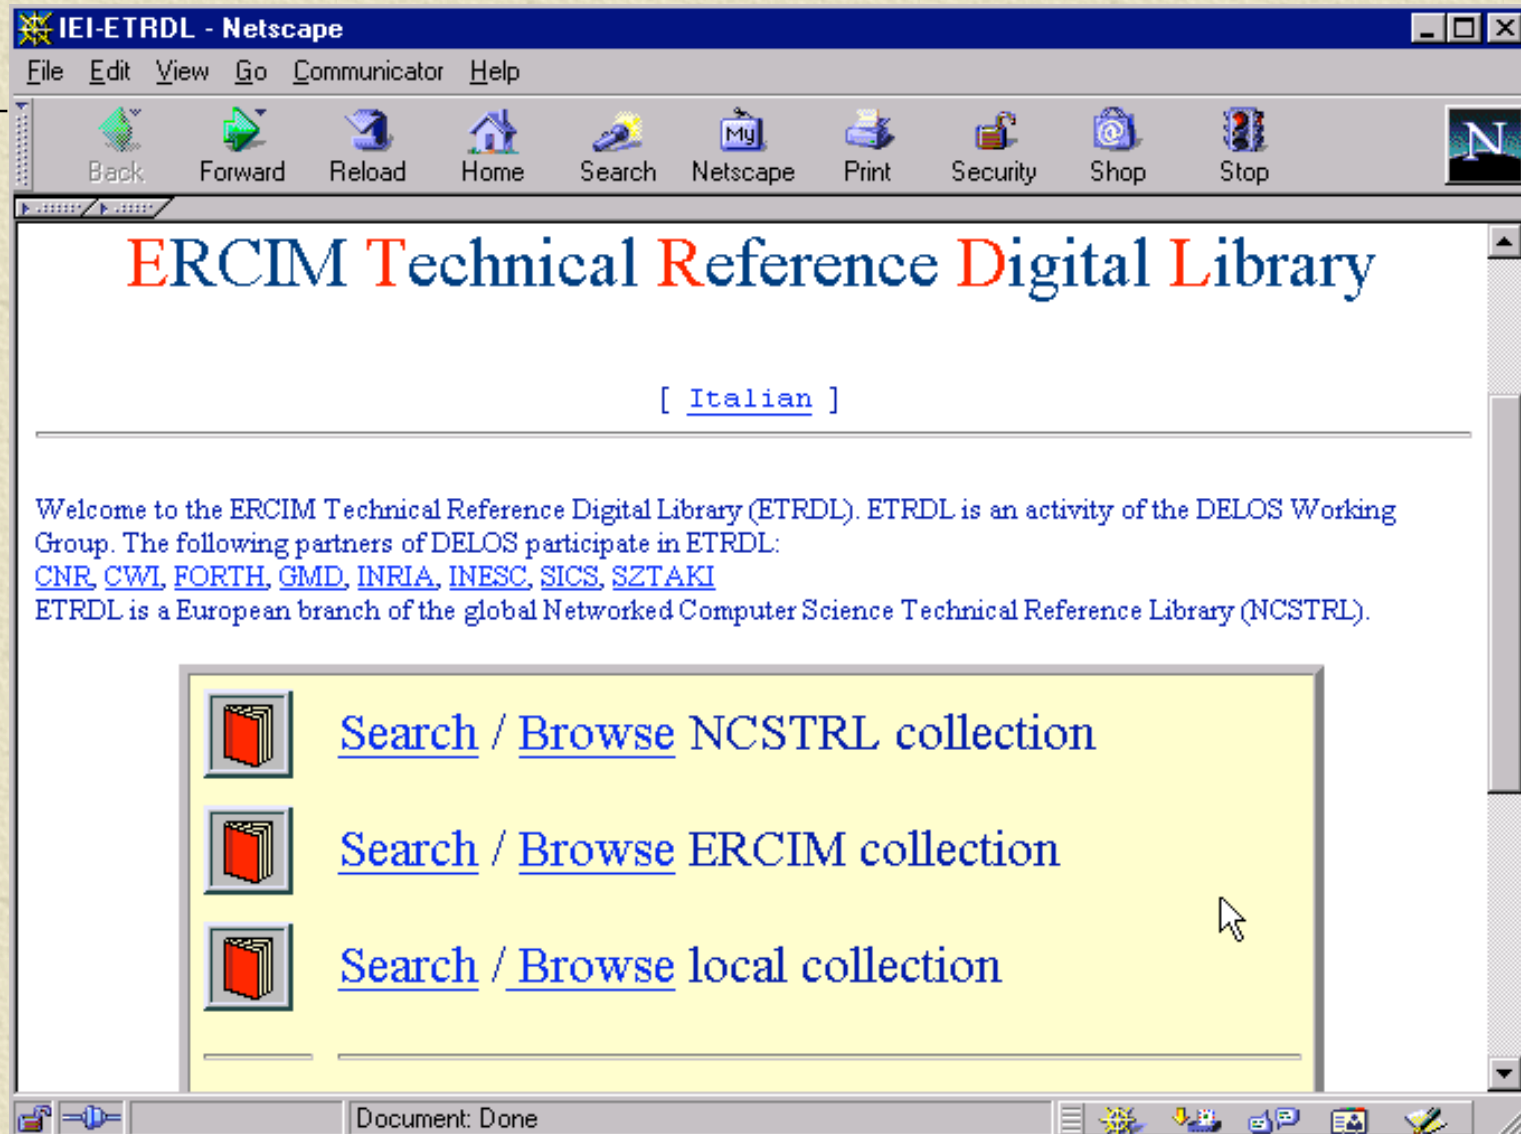 IEI-ETRDL - Netscape
File Edit View Go Communicator Help
My N
Back Forward Reload Home Search Netscape Print Security Shop Stop
ERCIM Technical Reference Digital Library
[ Italian ]
Welcome to the ERCIM Technical Reference Digital Library (ETRDL). ETRDL is an activity of the DELOS Working
Group. The following partners of DELOS participate in ETRDL:
CNR, CWI, FORTH, GMD, INRIA, INESC, SICS, SZTAKI
ETRDL is a European branch of the global Networked Computer Science Technical Reference Library (NCSTRL).
Search / Browse NCSTRL collection
Search / Browse ERCIM collection
Search / Browse local collection
Document: Done